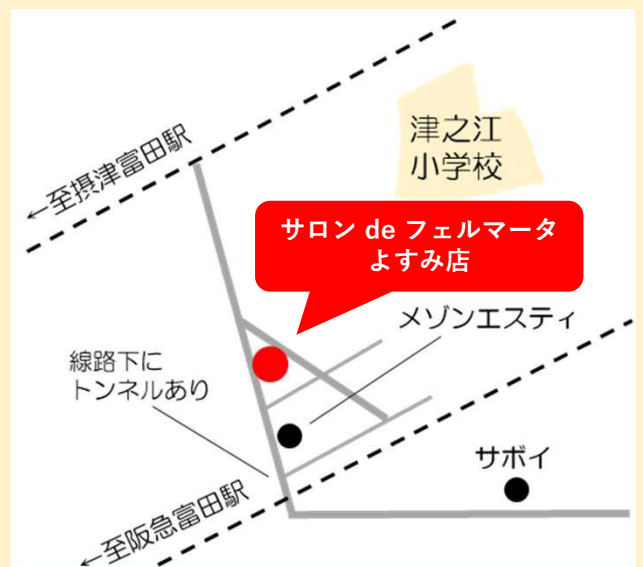 津之江
小学校
←至摂津富田駅
サロン de フェルマータ
よすみ店
メゾンエスティ
線路下に
トンネルあり
サボイ
←至阪急富田駅